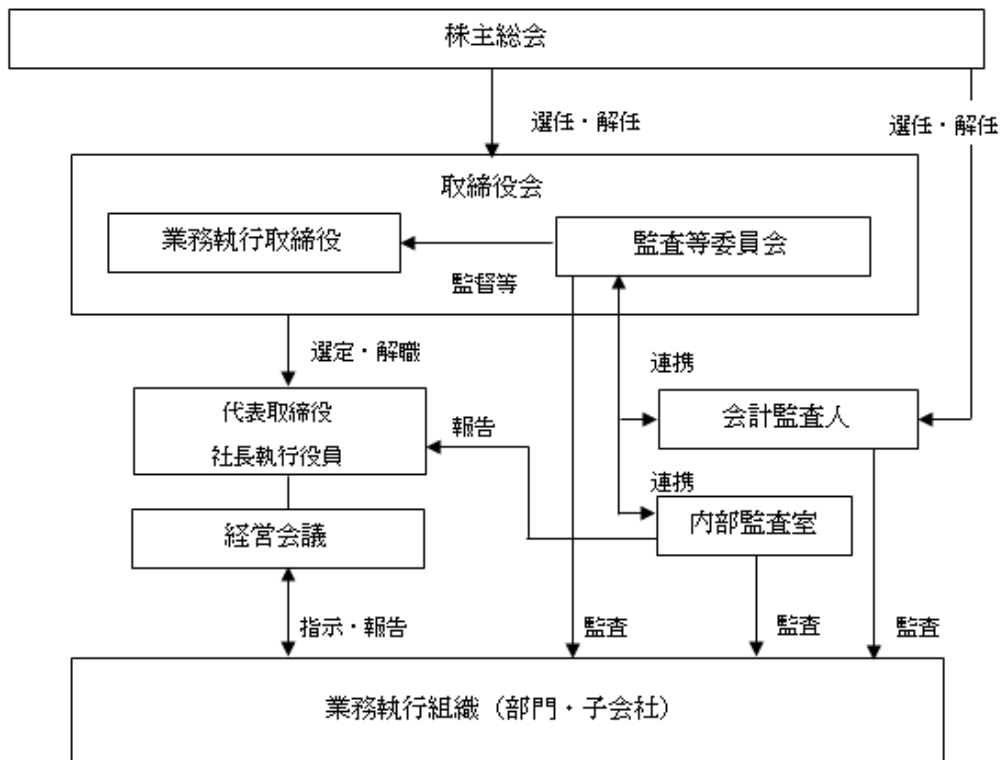 株主総会
選任・解任
選任・解任
取締役会
業務執行取締役
監査等委員会
監督等
選定・解職
連携
代表取締役
社長執行役員
報告
会計監査人
連携
内部監査室
経営会議
指示・報告
監査
監査
監査
業務執行組織（部門・子会社）